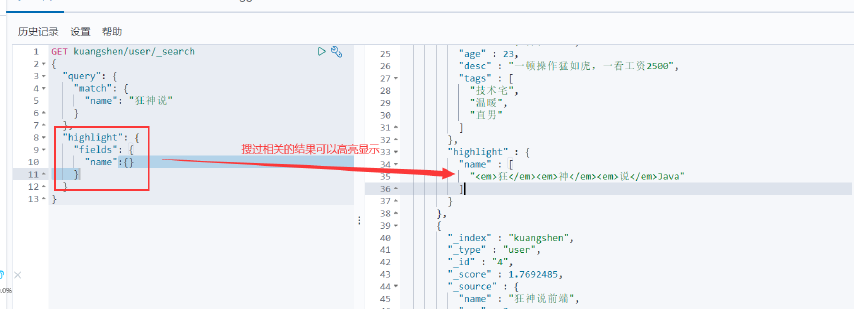 历史记录 设置 帮助
1 GET kuangshen/user/_search
2 {
3 "query": {
4 "match": {
5 "name": "狂神说"
6 }
7 },
8 "highlight": {
9 "fields": {
10 "name":{}
11 }
12 }
13 }
搜过相关的结果可以高亮显示
25 "age" : 23,
26 "desc" : "一顿操作猛如虎，一看工资2500",
27 "tags" : [
28 "技术宅",
29 "温暖",
30 "直男"
31 ]
32 },
33 "highlight" : {
34 "name" : [
35 "<em>狂</em><em>神</em><em>说</em>Java"
36 ]
37 }
38 },
39 {
40 "_index" : "kuangshen",
41 "_type" : "user",
42 "_id" : "4",
43 "_score" : 1.7692485,
44 "_source" : {
45 "name" : "狂神说前端",